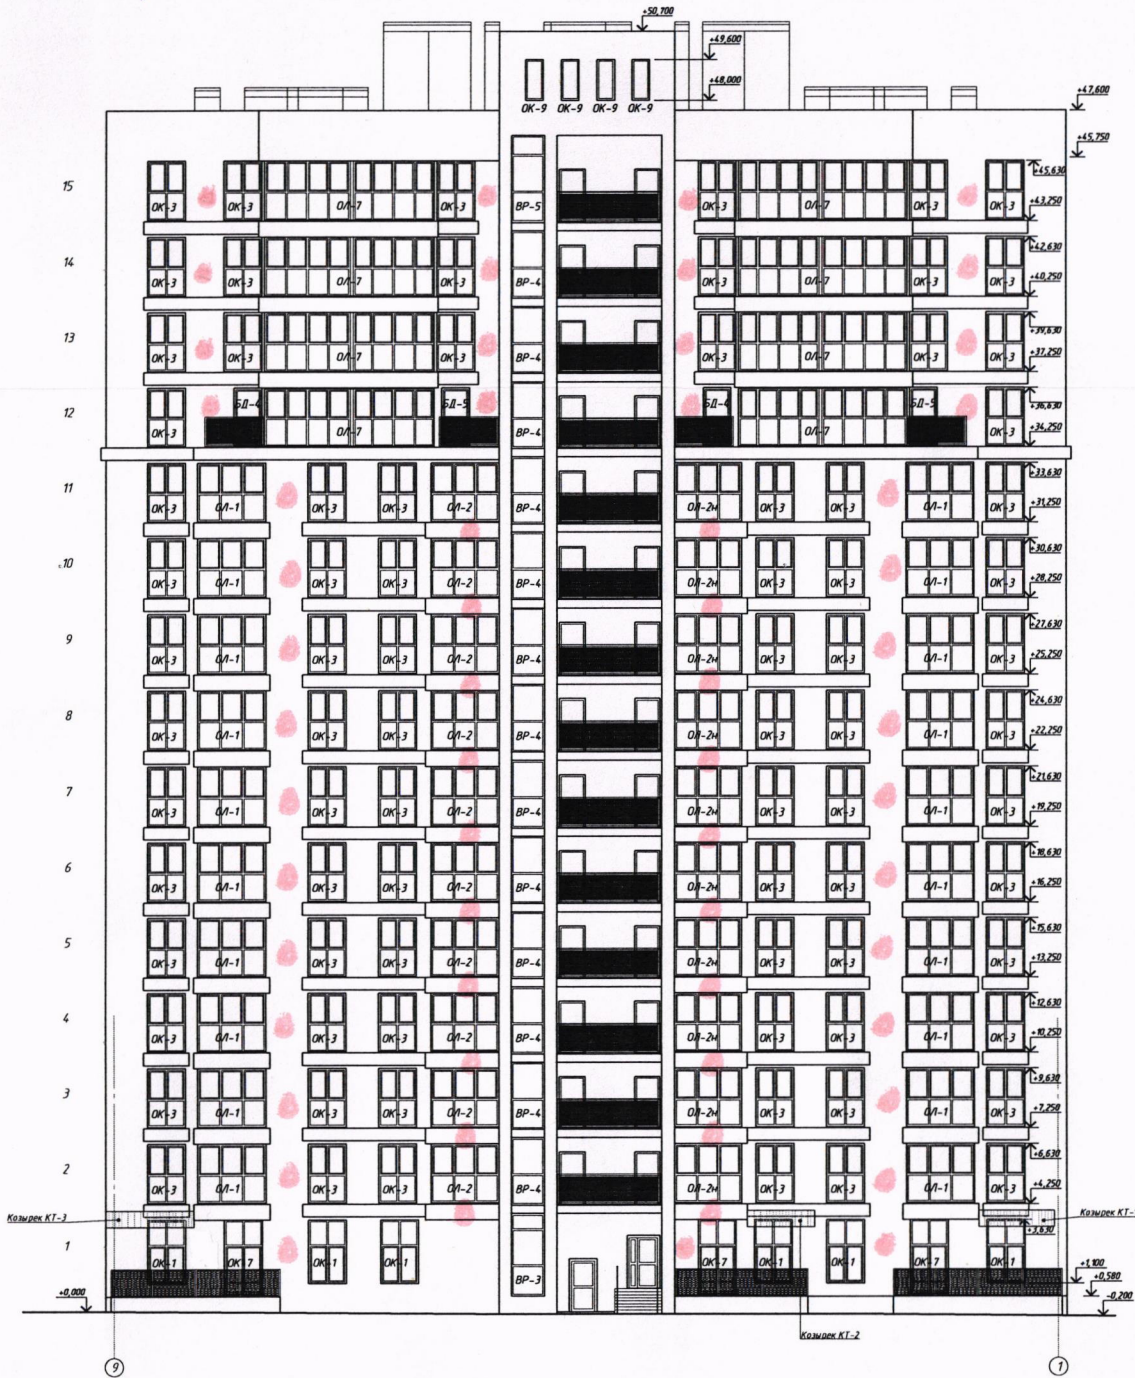 +50,700
+49,600
+48,000
ОК-9 ОК-9 ОК-9 ОК-9
+47,600
+45,750
+45,630
15 ОК-3 ОК-3 ОЛ-7 ОК-3 ВР-5 ОК-3 ОЛ-7 ОК-3 ОК-3
+43,250
+42,630
14 ОК-3 ОК-3 ОЛ-7 ОК-3 ВР-4 ОК-3 ОЛ-7 ОК-3 ОК-3
+40,250
+39,630
13 ОК-3 ОК-3 ОЛ-7 ОК-3 ВР-4 ОК-3 ОЛ-7 ОК-3 ОК-3
+37,250
+36,630
БД-4 БД-5 БД-4 БД-5
12 ОК-3 ОЛ-7 ВР-4 ОЛ-7 ОК-3
+34,250
+33,630
11 ОК-3 ОЛ-1 ОК-3 ОК-3 ОЛ-2 ВР-4 ОЛ-2н ОК-3 ОК-3 ОЛ-1 ОК-3
+31,250
+30,630
10 ОК-3 ОЛ-1 ОК-3 ОК-3 ОЛ-2 ВР-4 ОЛ-2н ОК-3 ОК-3 ОЛ-1 ОК-3
+28,250
+27,630
9 ОК-3 ОЛ-1 ОК-3 ОК-3 ОЛ-2 ВР-4 ОЛ-2н ОК-3 ОК-3 ОЛ-1 ОК-3
+25,250
+24,630
8 ОК-3 ОЛ-1 ОК-3 ОК-3 ОЛ-2 ВР-4 ОЛ-2н ОК-3 ОК-3 ОЛ-1 ОК-3
+22,250
+21,630
7 ОК-3 ОЛ-1 ОК-3 ОК-3 ОЛ-2 ВР-4 ОЛ-2н ОК-3 ОК-3 ОЛ-1 ОК-3
+19,250
+18,630
6 ОК-3 ОЛ-1 ОК-3 ОК-3 ОЛ-2 ВР-4 ОЛ-2н ОК-3 ОК-3 ОЛ-1 ОК-3
+16,250
+15,630
5 ОК-3 ОЛ-1 ОК-3 ОК-3 ОЛ-2 ВР-4 ОЛ-2н ОК-3 ОК-3 ОЛ-1 ОК-3
+13,250
+12,630
4 ОК-3 ОЛ-1 ОК-3 ОК-3 ОЛ-2 ВР-4 ОЛ-2н ОК-3 ОК-3 ОЛ-1 ОК-3
+10,250
+9,630
3 ОК-3 ОЛ-1 ОК-3 ОК-3 ОЛ-2 ВР-4 ОЛ-2н ОК-3 ОК-3 ОЛ-1 ОК-3
+7,250
+6,630
2 ОК-3 ОЛ-1 ОК-3 ОК-3 ОЛ-2 ВР-4 ОЛ-2н ОК-3 ОК-3 ОЛ-1 ОК-3
+4,250
Козырек КТ-3
Козырек
+3,630
1 ОК-1 ОК-7 ОК-1 ОК-1 ВР-3 ОК-7 ОК-1 ОК-1 ОК-7 ОК-1
+1,100
+0,580
+0,000
-0,200
Козырек КТ-2
9
1